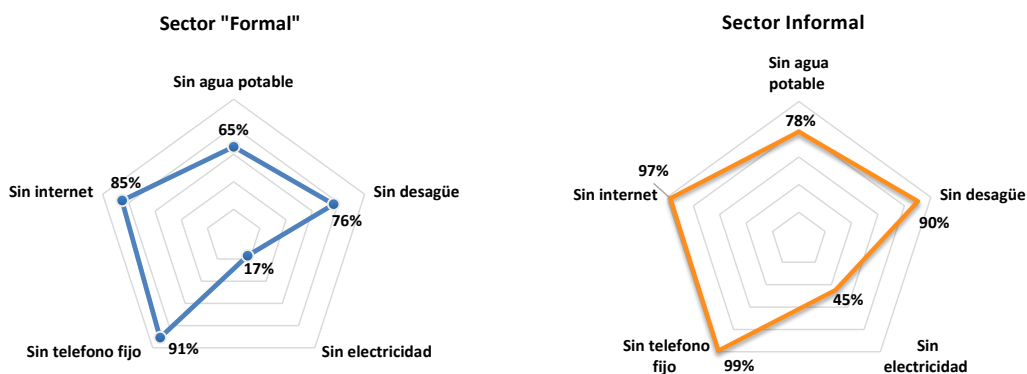 Sector "Formal"
Sin agua potable
65%
Sin desagüe
76%
17%
Sin electricidad
Sin telefono fijo
91%
Sin internet
85%
Sector Informal
Sin agua
potable
78%
Sin desagüe
90%
45%
Sin
electricidad
Sin telefono
fijo
99%
Sin internet
97%